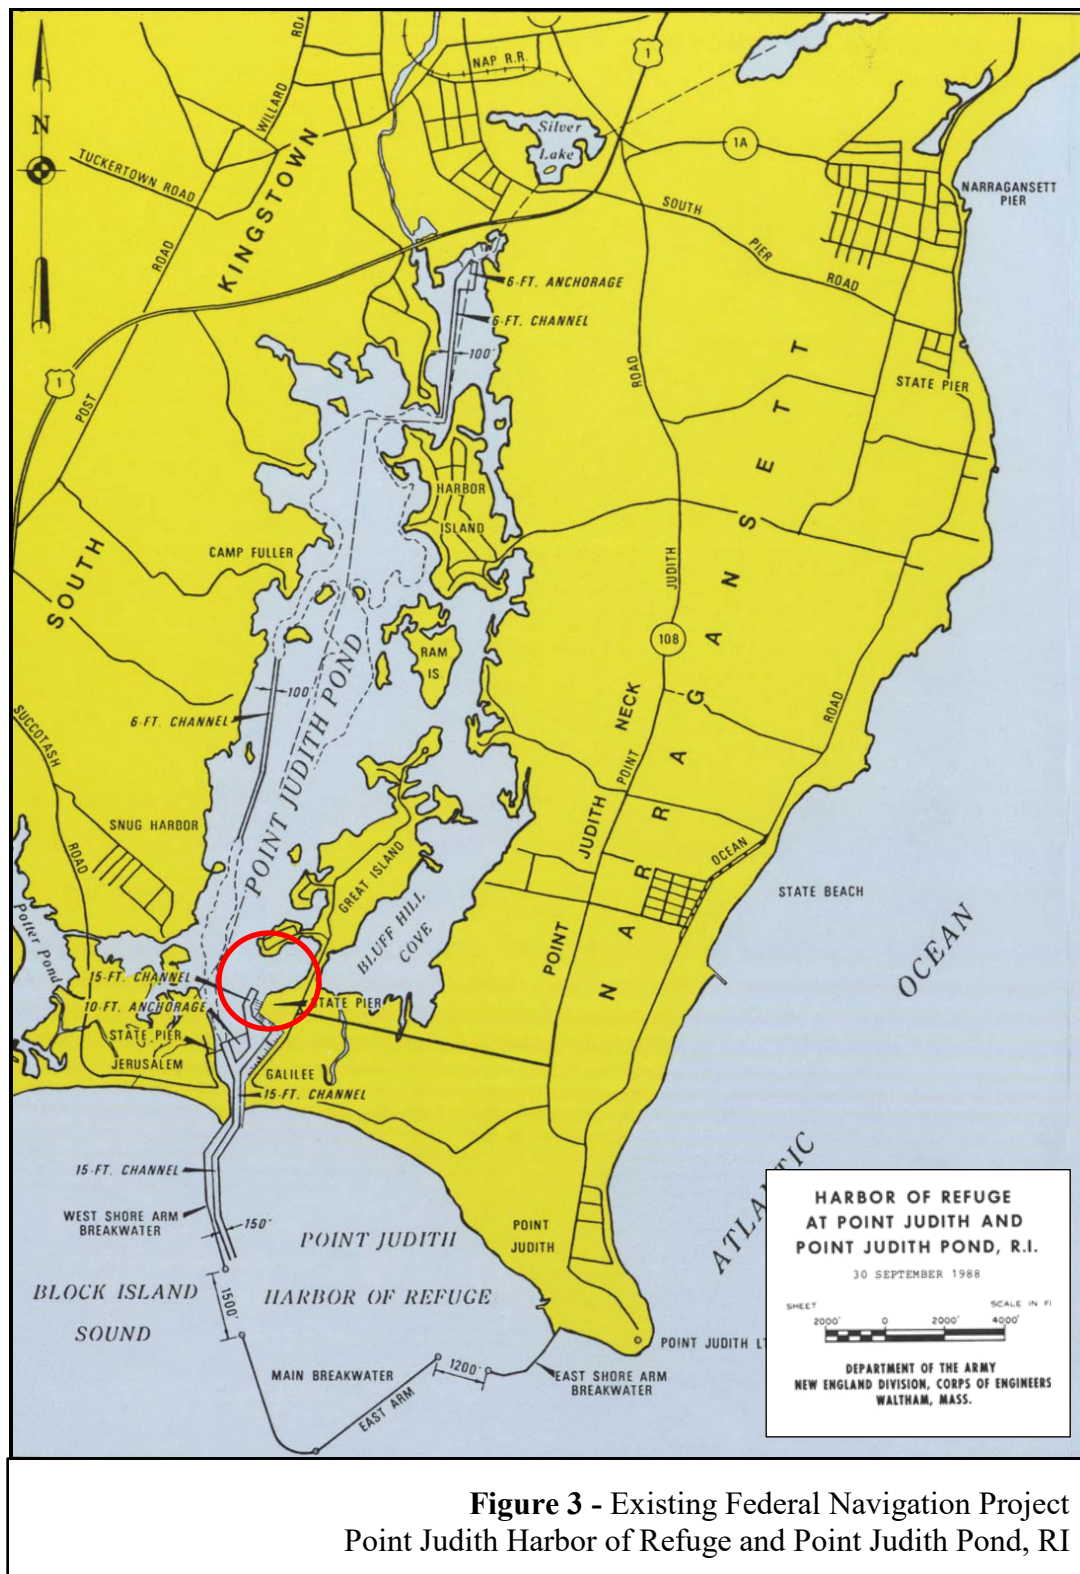 NAP R.R.
1
WILLARD
ROA
N
TUCKERTOWN ROAD
ROAD
KINGSTOWN
Silver
Lake
1A
SOUTH
PIER
ROAD
NARRAGANSETT
PIER
6-FT. ANCHORAGE
6-FT. CHANNEL
100'
ROAD
STATE PIER
1
POST
HARBOR
ISLAND
CAMP FULLER
SOUTH
JUDITH
NARRAGANSETT
RAM
IS.
108
100'
6-FT. CHANNEL
POINT JUDITH POND
NECK
POINT
ROAD
SUCCOTASH
ROAD
SNUG HARBOR
JUDITH
POINT
OCEAN
GREAT ISLAND
BLUFF HILL
COVE
STATE BEACH
Potter Pond
15-FT. CHANNEL
10-FT. ANCHORAGE
STATE PIER
STATE PIER
JERUSALEM
GALILEE
15-FT. CHANNEL
ATLANTIC
OCEAN
15-FT. CHANNEL
WEST SHORE ARM
BREAKWATER
150'
POINT JUDITH
HARBOR OF REFUGE
POINT
JUDITH
BLOCK ISLAND
SOUND
1500'
MAIN BREAKWATER
EAST ARM
1200'
EAST SHORE ARM
BREAKWATER
POINT JUDITH LT
HARBOR OF REFUGE
AT POINT JUDITH AND
POINT JUDITH POND, R.I.
30 SEPTEMBER 1988
SHEET
SCALE IN FT
2000' 0 2000' 4000'
DEPARTMENT OF THE ARMY
NEW ENGLAND DIVISION, CORPS OF ENGINEERS
WALTHAM, MASS.
Figure 3 - Existing Federal Navigation Project
Point Judith Harbor of Refuge and Point Judith Pond, RI